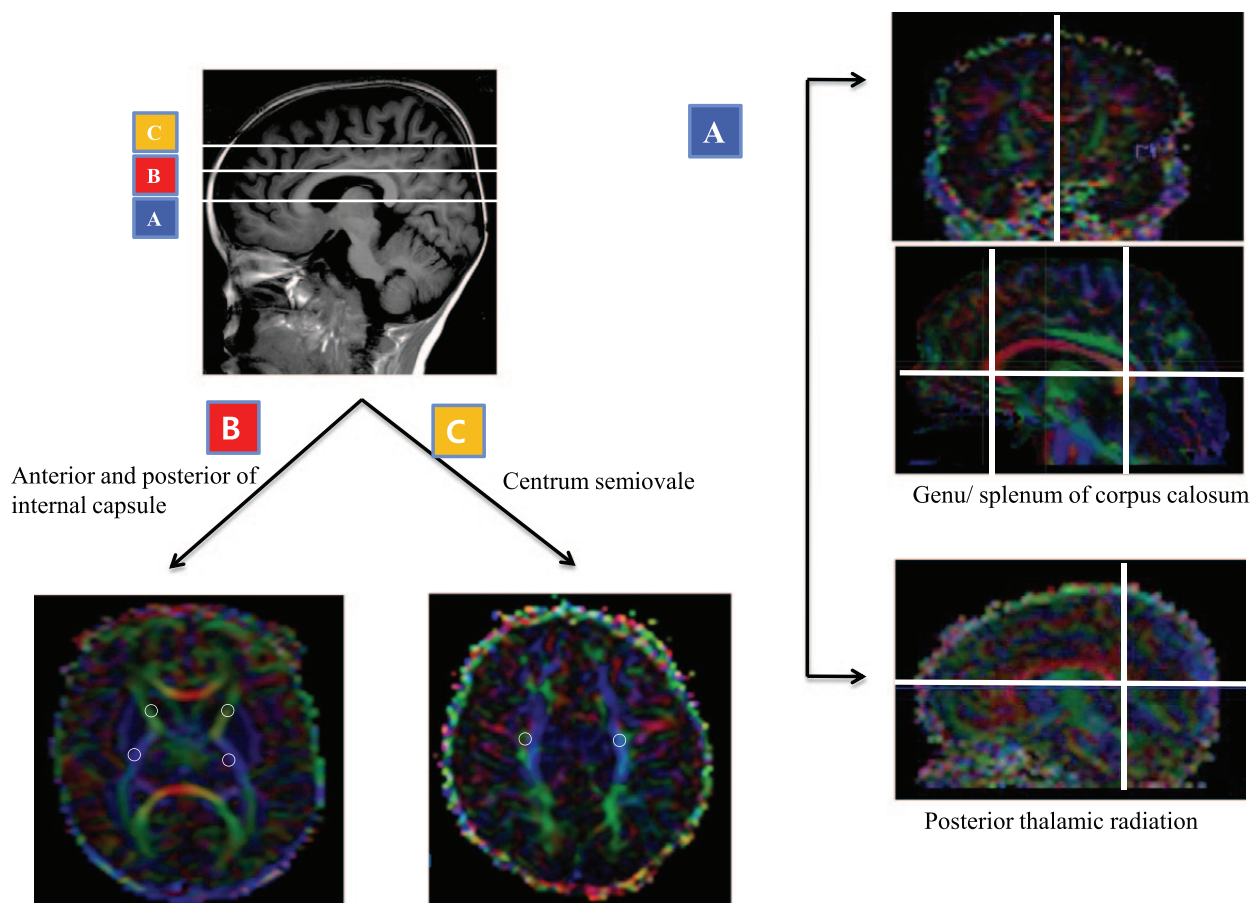 C
B
A
B
C
Anterior and posterior of
internal capsule
Centrum semiovale
A
Genu/ splenum of corpus calosum
Posterior thalamic radiation